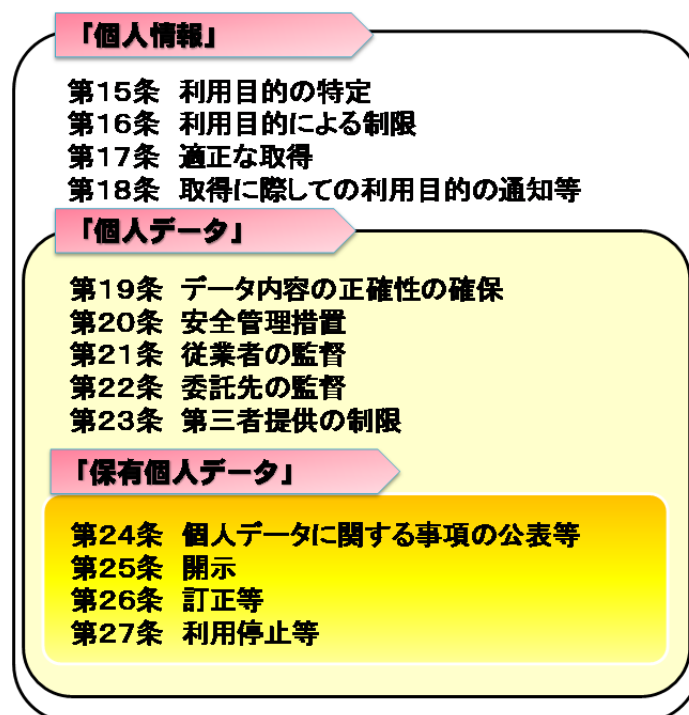 「個人情報」
第15条 利用目的の特定
第16条 利用目的による制限
第17条 適正な取得
第18条 取得に際しての利用目的の通知等
「個人データ」
第19条 データ内容の正確性の確保
第20条 安全管理措置
第21条 従業者の監督
第22条 委託先の監督
第23条 第三者提供の制限
「保有個人データ」
第24条 個人データに関する事項の公表等
第25条 開示
第26条 訂正等
第27条 利用停止等